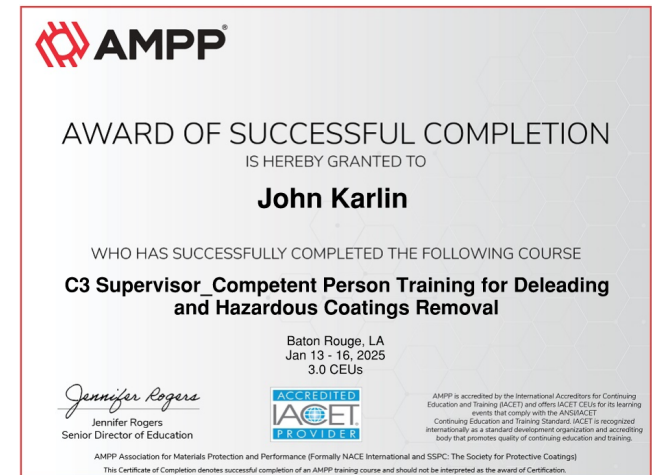 AMPP®
AWARD OF SUCCESSFUL COMPLETION
IS HEREBY GRANTED TO
John Karlin
WHO HAS SUCCESSFULLY COMPLETED THE FOLLOWING COURSE
C3 Supervisor_Competent Person Training for Deleading
and Hazardous Coatings Removal
Baton Rouge, LA
Jan 13 - 16, 2025
3.0 CEUs
Jennifer Rogers
Jennifer Rogers
Senior Director of Education
ACCREDITED
IACET
PROVIDER
AMPP is accredited by the International Accreditors for Continuing
Education and Training (IACET) and offers IACET CEUs for its learning
events that comply with the ANSI/IACET
Continuing Education and Training Standard. IACET is recognized
internationally as a standard development organization and accrediting
body that promotes quality of continuing education and training.
AMPP Association for Materials Protection and Performance (Formally NACE International and SSPC: The Society for Protective Coatings)
This Certificate of Completion denotes successful completion of an AMPP training course and should not be interpreted as the award of Certification.